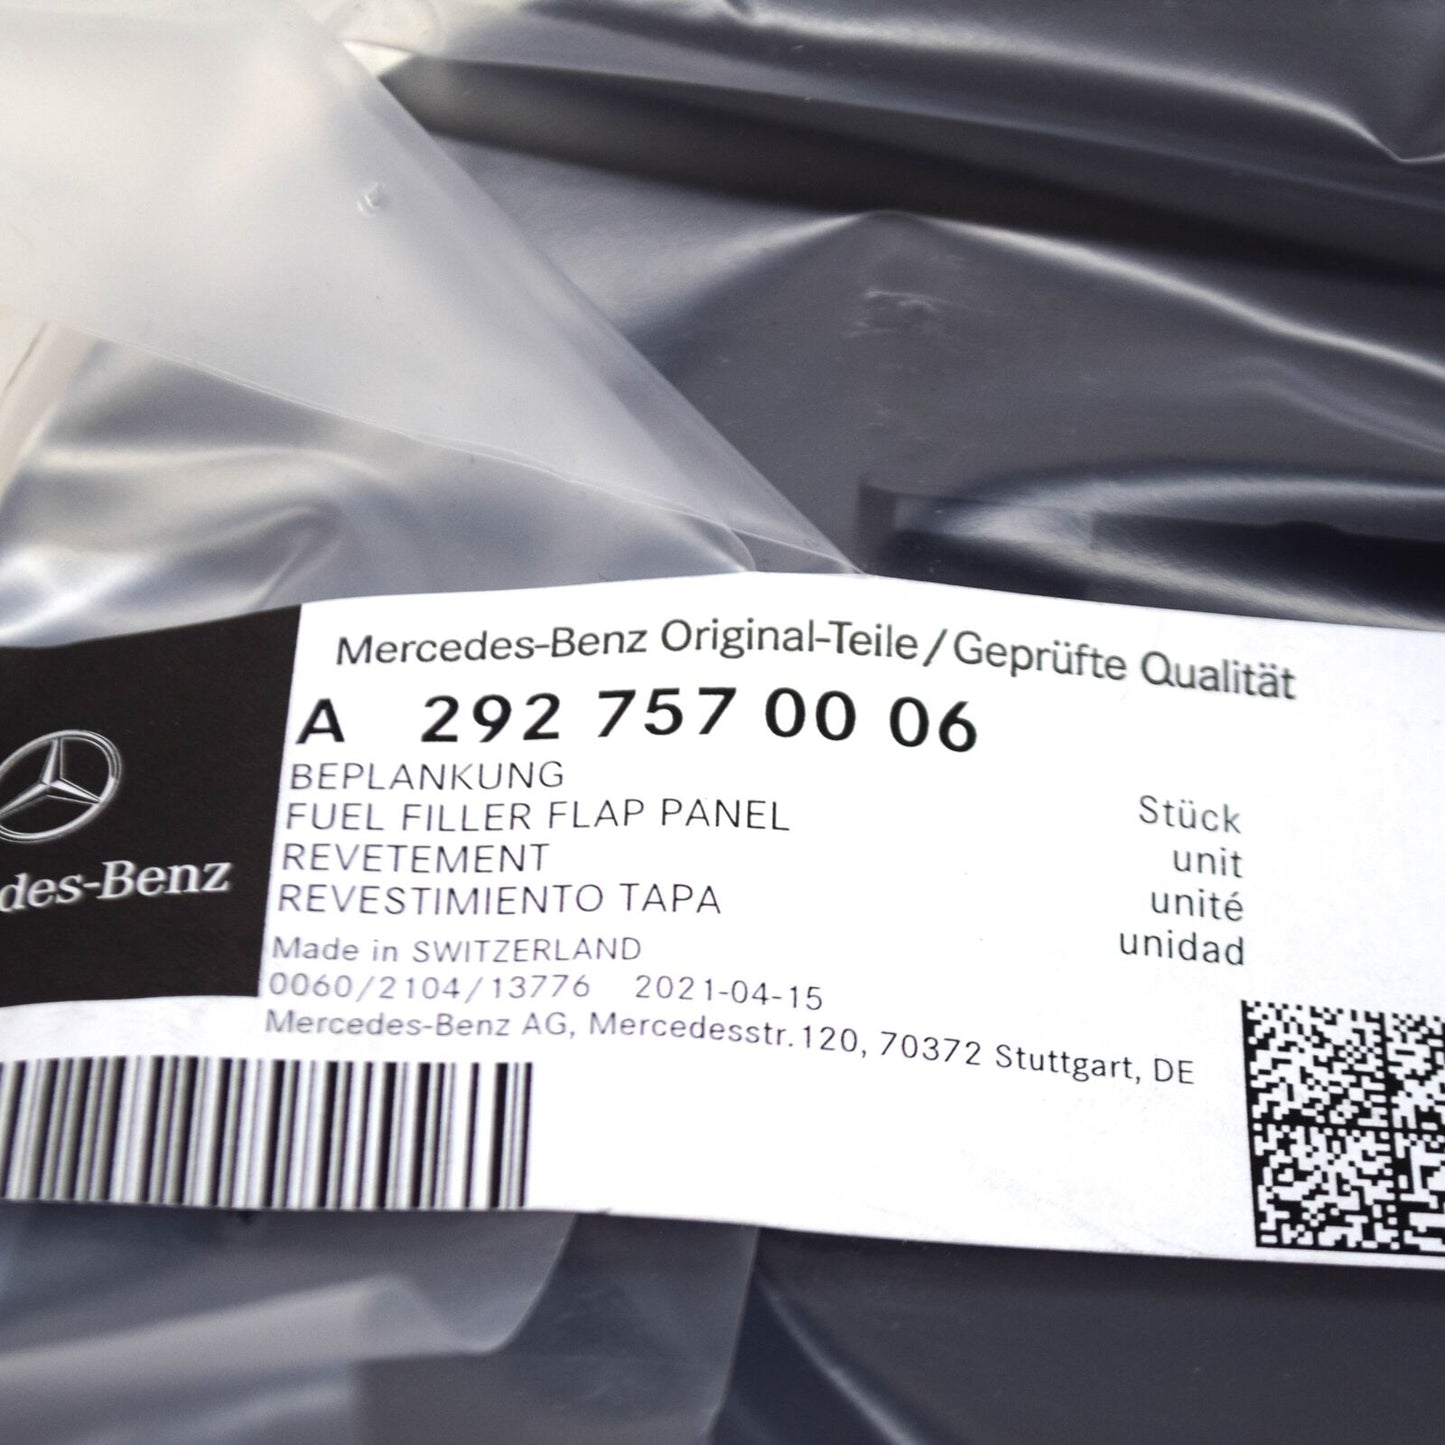 Mercedes-Benz Original-Teile/Geprüfte Qualität
A 292 757 00 06
BEPLANKUNG
FUEL FILLER FLAP PANEL
REVETEMENT
REVESTIMIENTO TAPA
Stück
unit
unité
unidad
Made in SWITZERLAND
0060/2104/13776 2021-04-15
Mercedes-Benz AG, Mercedesstr.120, 70372 Stuttgart, DE
des-Benz